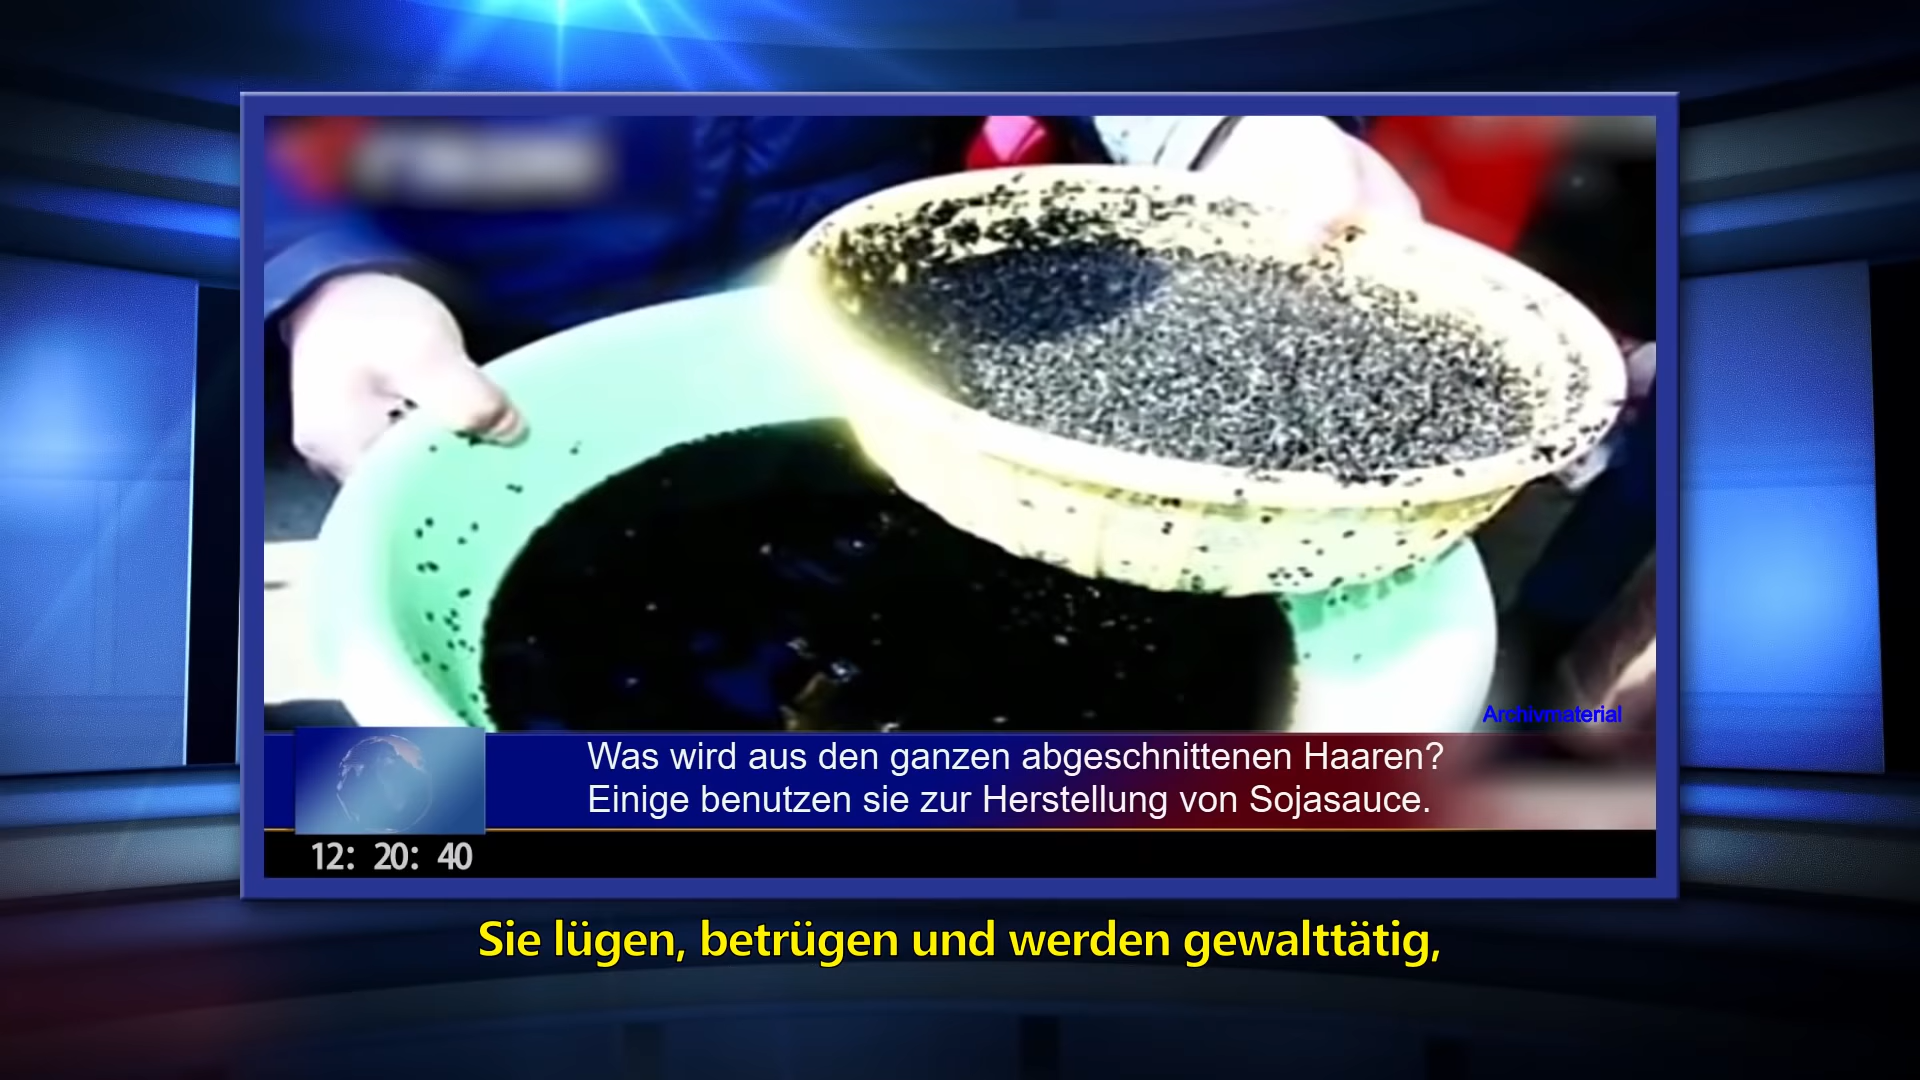 Archivmaterial
Was wird aus den ganzen abgeschnittenen Haaren?
Einige benutzen sie zur Herstellung von Sojasauce.
12: 20: 40
Sie lügen, betrügen und werden gewalttätig,